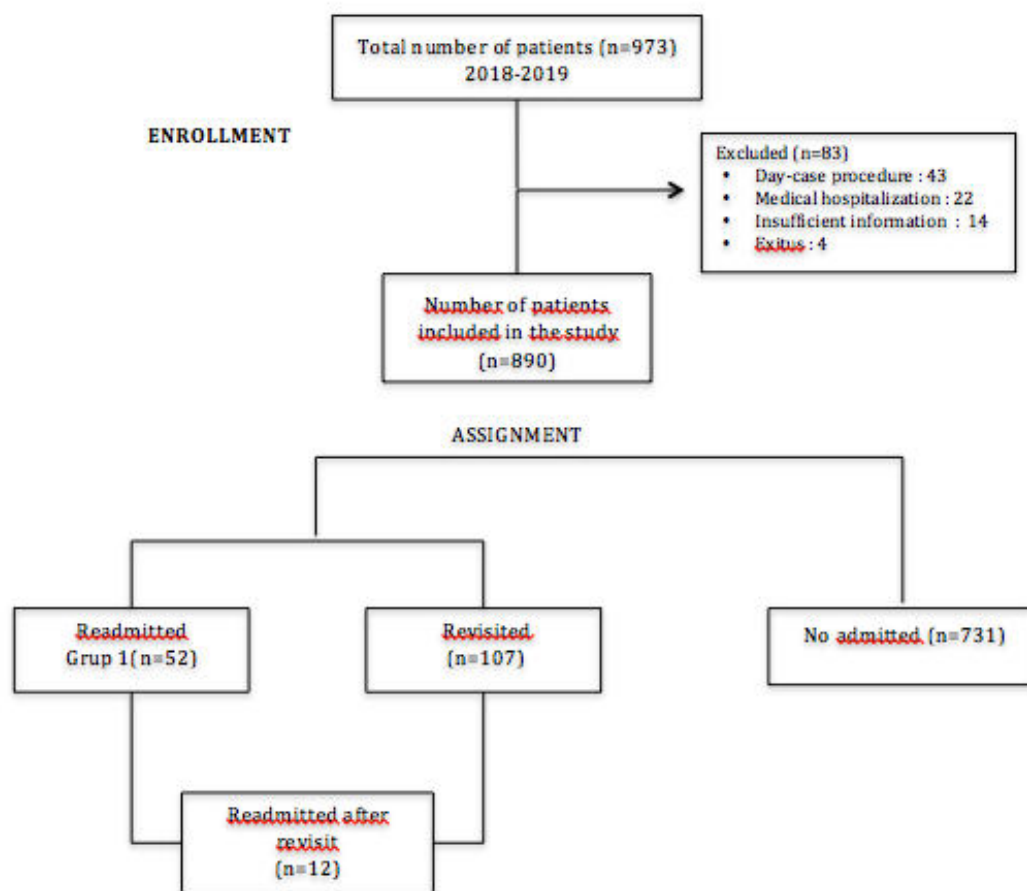 Total number of patients (n=973)
2018-2019
ENROLLMENT
Excluded (n=83)
• Day-case procedure : 43
• Medical hospitalization : 22
• Insufficient information : 14
• Exitus : 4
Number of patients
included in the study
(n=890)
ASSIGNMENT
Readmitted
Grup 1(n=52)
Revisited
(n=107)
No admitted (n=731)
Readmitted after
revisit
(n=12)